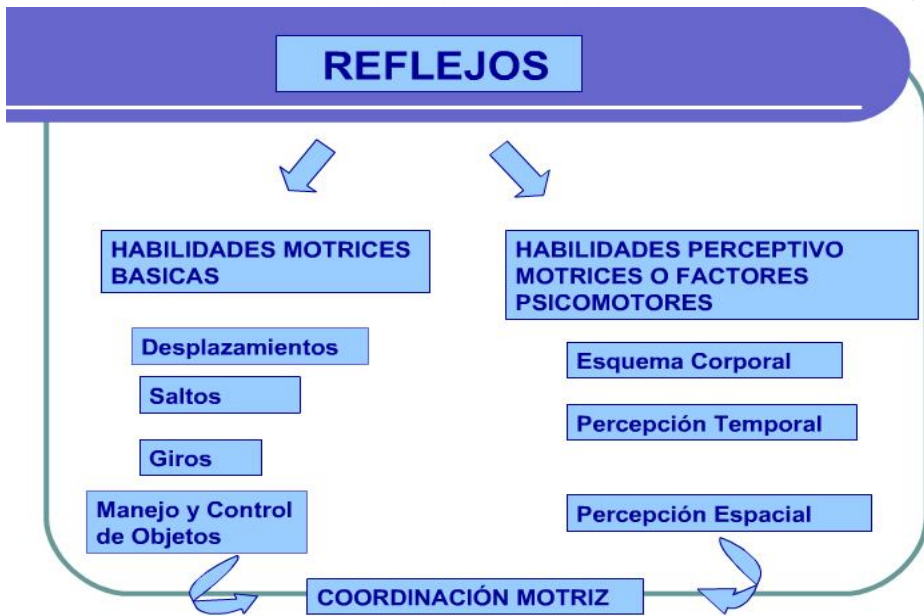 REFLEJOS
HABILIDADES MOTRICES
BASICAS
Desplazamientos
Saltos
Giros
Manejo y Control
de Objetos
HABILIDADES PERCEPTIVO
MOTRICES O FACTORES
PSICOMOTORES
Esquema Corporal
Percepción Temporal
Percepción Espacial
COORDINACIÓN MOTRIZ